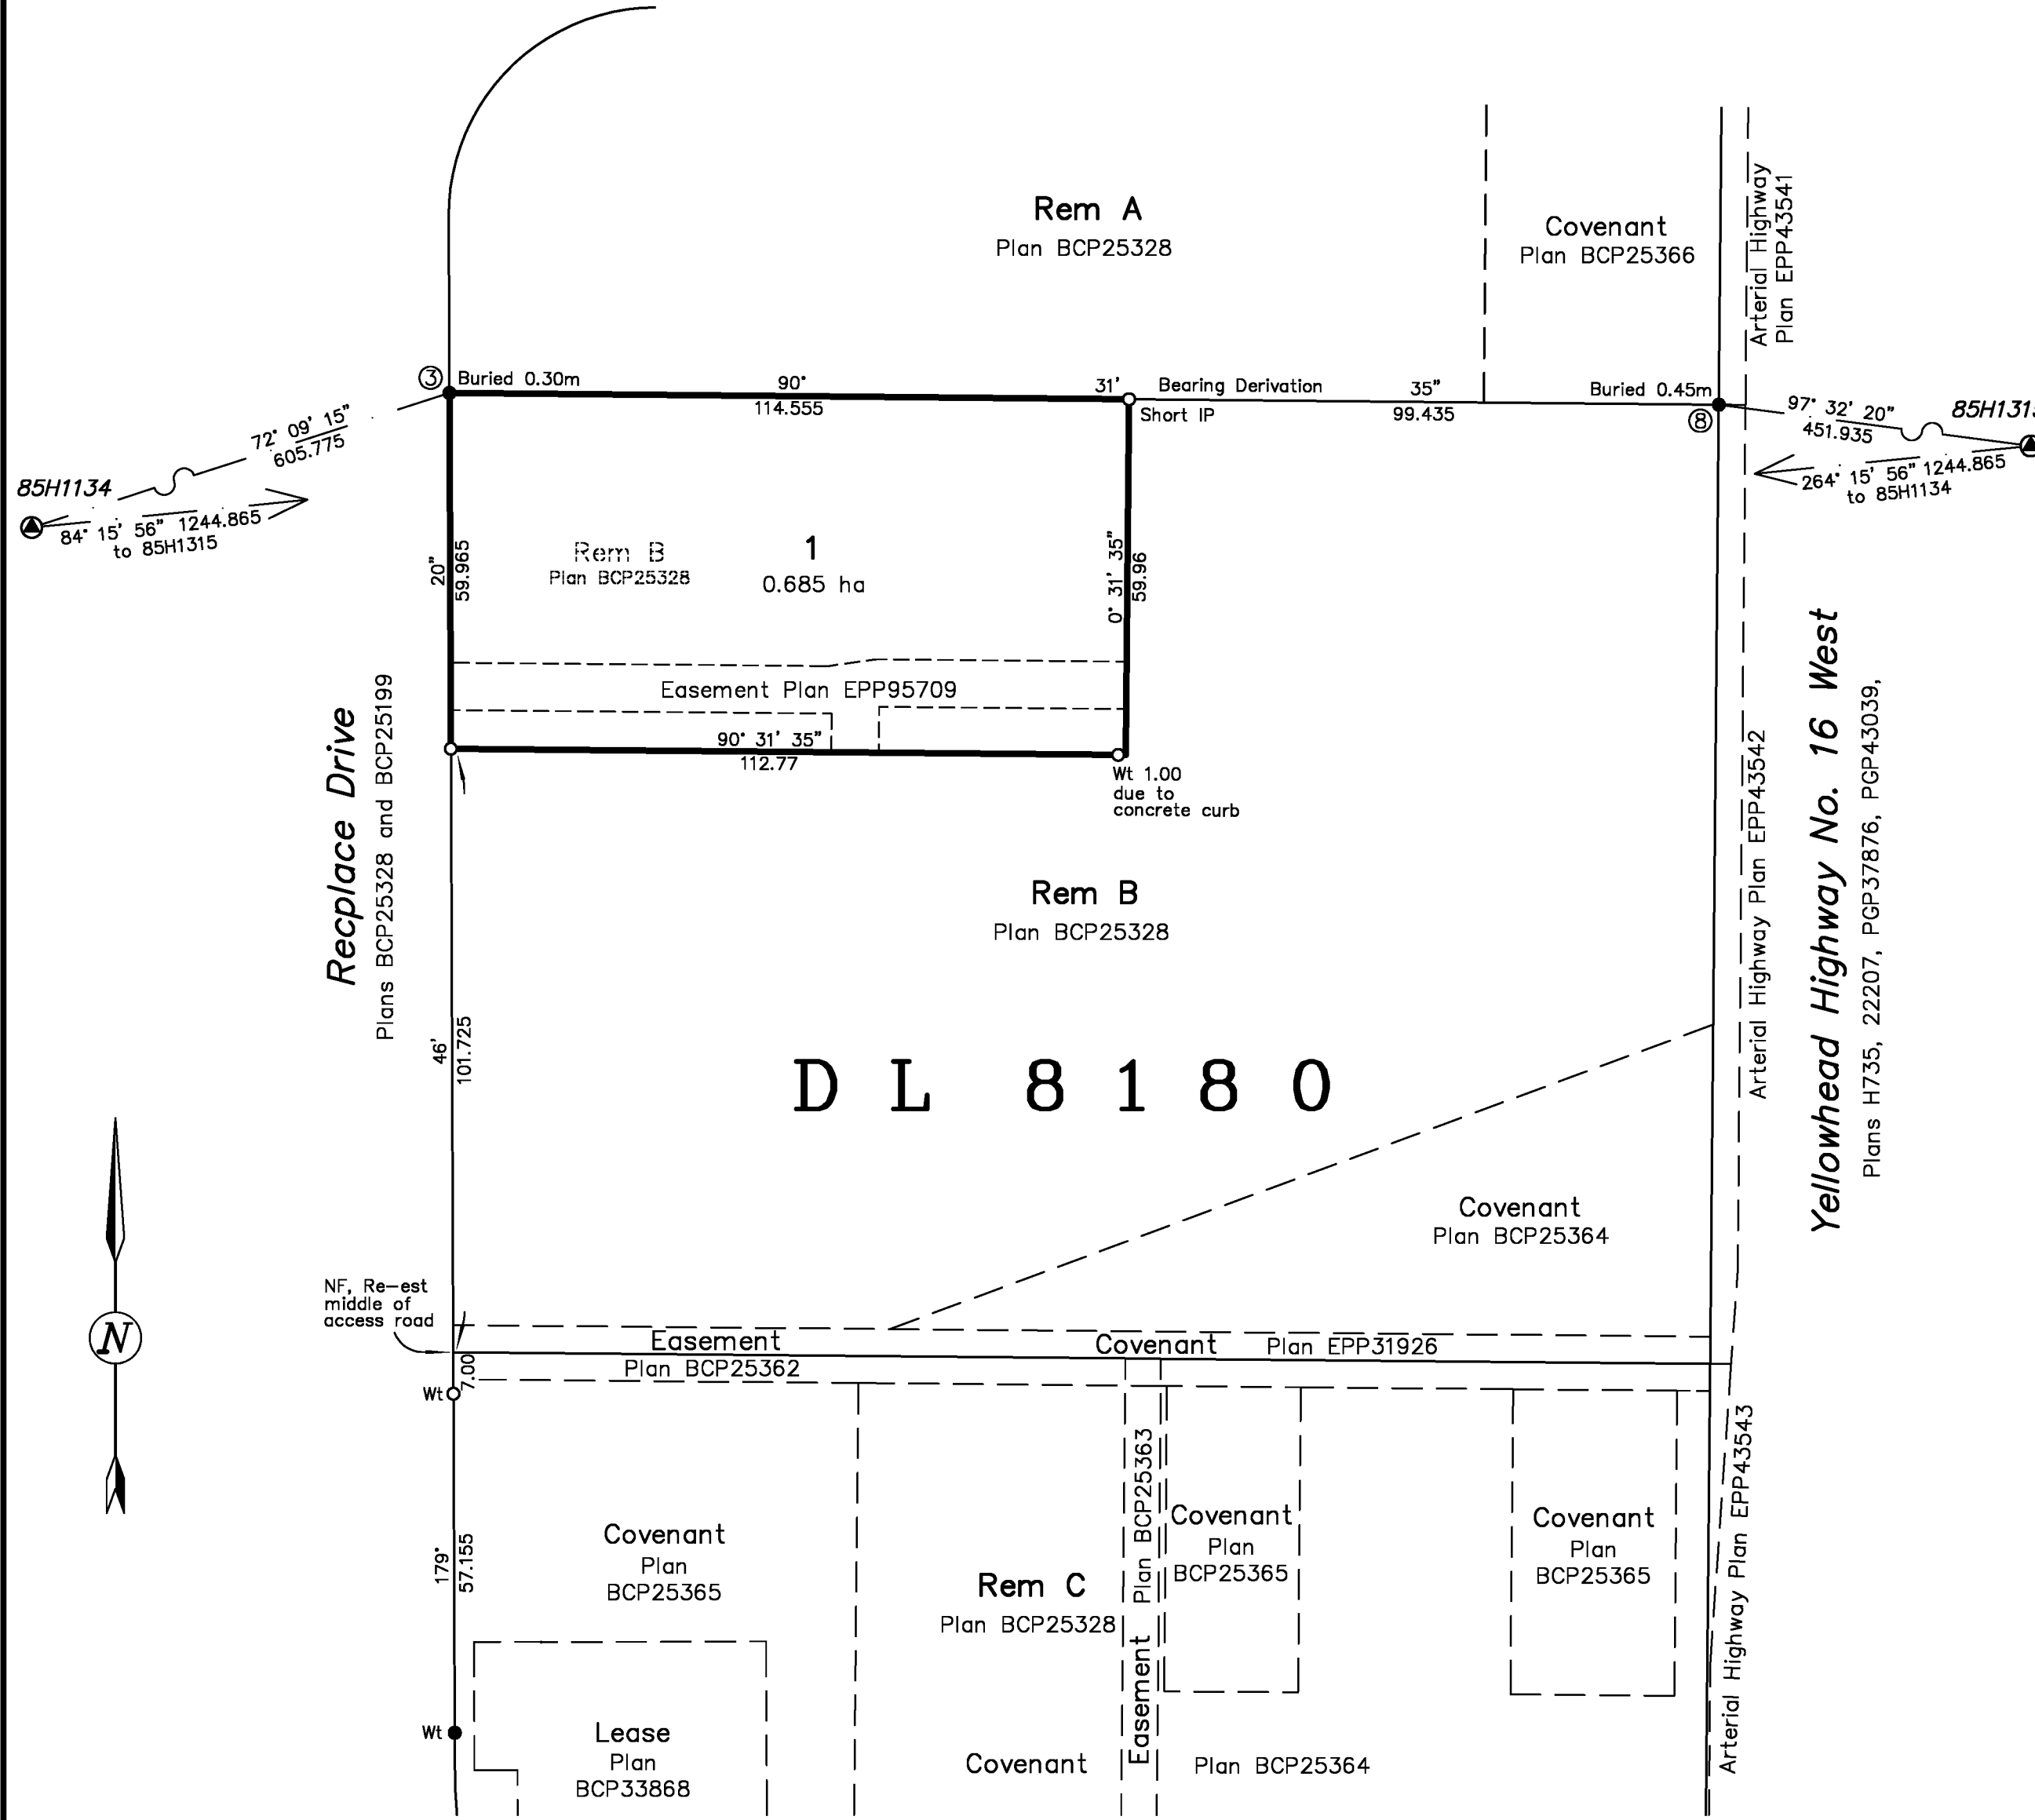 Rem A
Plan BCP25328
Covenant
Plan BCP25366
Arterial Highway
Plan EPP43541
3
Buried 0.30m
90°
31'
Bearing Derivation
35"
Buried 0.45m
114.555
Short IP
99.435
8
72° 09' 15"
605.775
85H1134
84° 15' 56" 1244.865
to 85H1315
97° 32' 20"
451.935
264° 15' 56" 1244.865
to 85H1134
20"
59.965
Rem B
Plan BCP25328
1
0.685 ha
0° 31' 35"
59.96
Easement Plan EPP95709
90° 31' 35"
112.77
Wt 1.00
due to
concrete curb
Recplace Drive
Plans BCP25328 and BCP25199
Rem B
Plan BCP25328
Arterial Highway Plan EPP43542
Yellowhead Highway No. 16 West
Plans H735, 22207, PGP37876, PGP43039,
46'
101.725
DL 8180
Covenant
Plan BCP25364
N
NF, Re-est
middle of
access road
Easement
Plan BCP25362
Covenant Plan EPP31926
7.00
Wt
179°
57.155
Covenant
Plan
BCP25365
Rem C
Plan BCP25328
Easement Plan BCP25363
Covenant
Plan
BCP25365
Covenant
Plan
BCP25365
Arterial Highway Plan EPP43543
Wt
Lease
Plan
BCP33868
Covenant Plan BCP25364